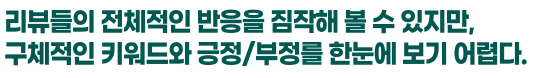 리뷰들의 전체적인 반응을 짐작해 볼 수 있지만,
구체적인 키워드와 긍정/부정를 한눈에 보기 어렵다.